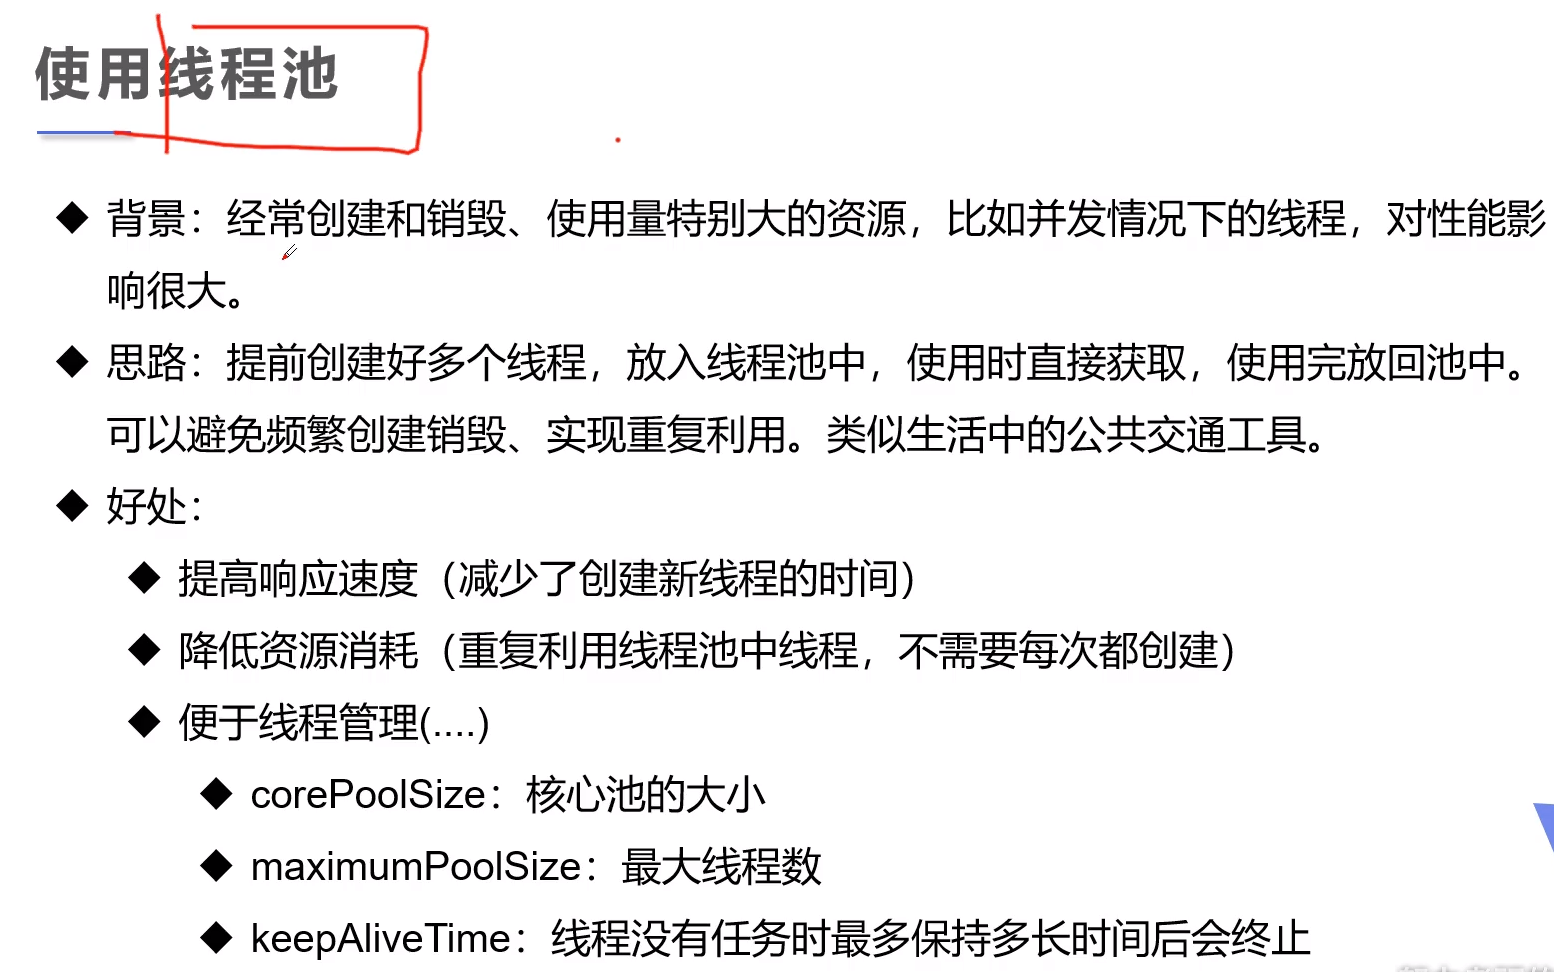 使用线程池
背景：经常创建和销毁、使用量特别大的资源，比如并发情况下的线程，对性能影
响很大。
思路：提前创建好多个线程，放入线程池中，使用时直接获取，使用完放回池中。
可以避免频繁创建销毁、实现重复利用。类似生活中的公共交通工具。
好处：
提高响应速度（减少了创建新线程的时间）
降低资源消耗（重复利用线程池中线程，不需要每次都创建）
便于线程管理(....)
corePoolSize：核心池的大小
maximumPoolSize：最大线程数
keepAliveTime：线程没有任务时最多保持多长时间后会终止